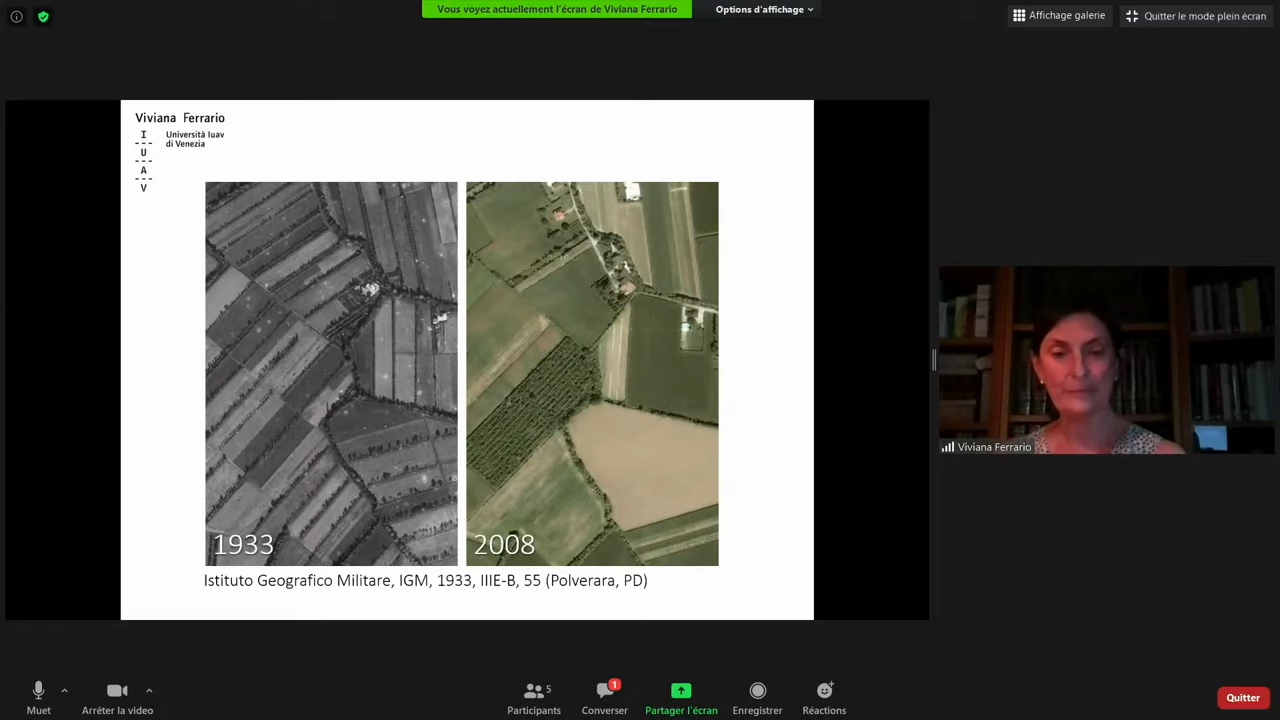 Vous voyez actuellement l'écran de Viviana Ferrario
Options d'affichage
Affichage galerie
Quitter le mode plein écran
Viviana Ferrario
I
U
A
V
Università Iuav
di Venezia
1933
2008
Istituto Geografico Militare, IGM, 1933, IIIE-B, 55 (Polverara, PD)
Viviana Ferrario
Muet
Arrêter la video
5
Participants
1
Converser
Partager l'écran
Enregistrer
Réactions
Quitter